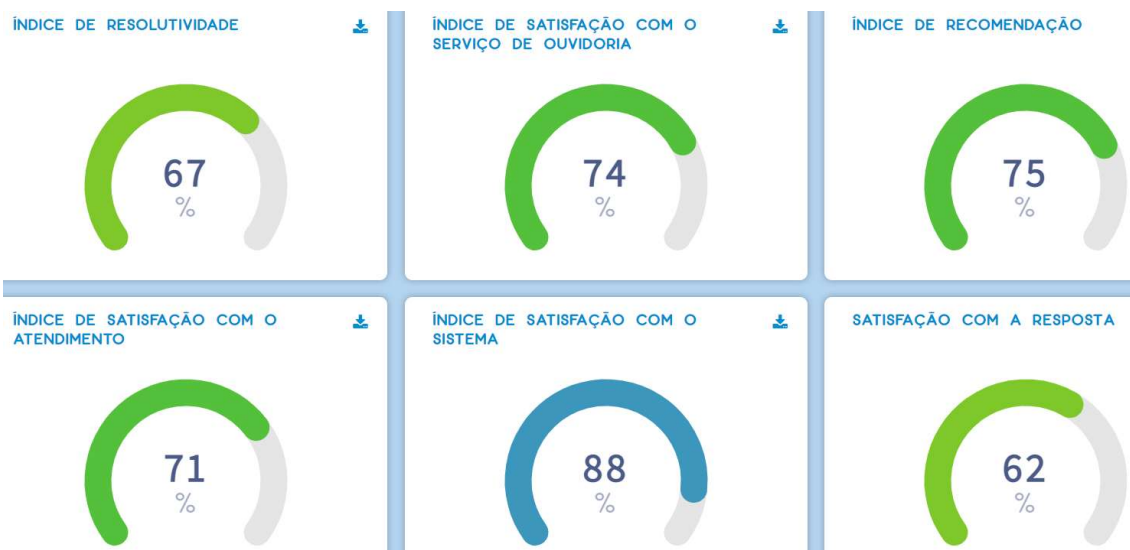 ÍNDICE DE RESOLUTIVIDADE
67
%
ÍNDICE DE SATISFAÇÃO COM O
SERVIÇO DE OUVIDORIA
74
%
ÍNDICE DE RECOMENDAÇÃO
75
%
ÍNDICE DE SATISFAÇÃO COM O
ATENDIMENTO
71
%
ÍNDICE DE SATISFAÇÃO COM O
SISTEMA
88
%
SATISFAÇÃO COM A RESPOSTA
62
%